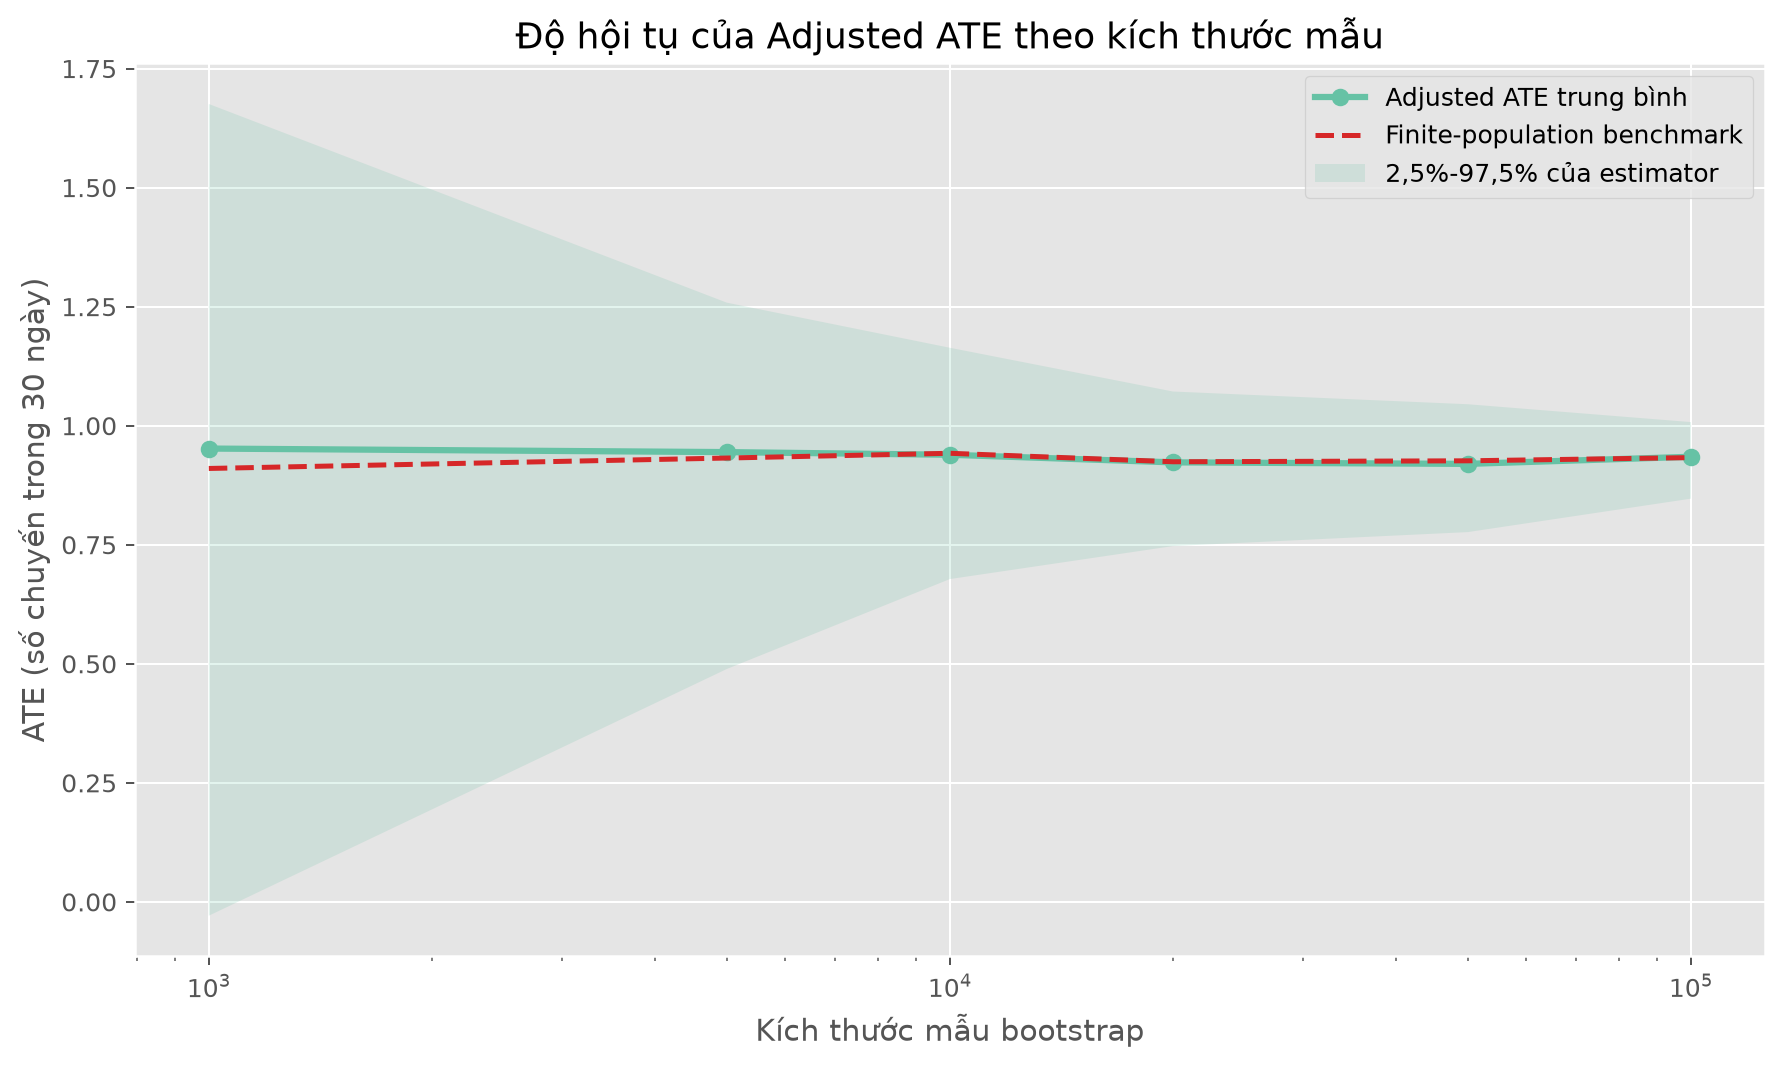 Độ hội tụ của Adjusted ATE theo kích thước mẫu
Adjusted ATE trung bình
Finite-population benchmark
2,5%-97,5% của estimator
ATE (số chuyến trong 30 ngày)
1.75
1.50
1.25
1.00
0.75
0.50
0.25
0.00
10³
10⁴
10⁵
Kích thước mẫu bootstrap